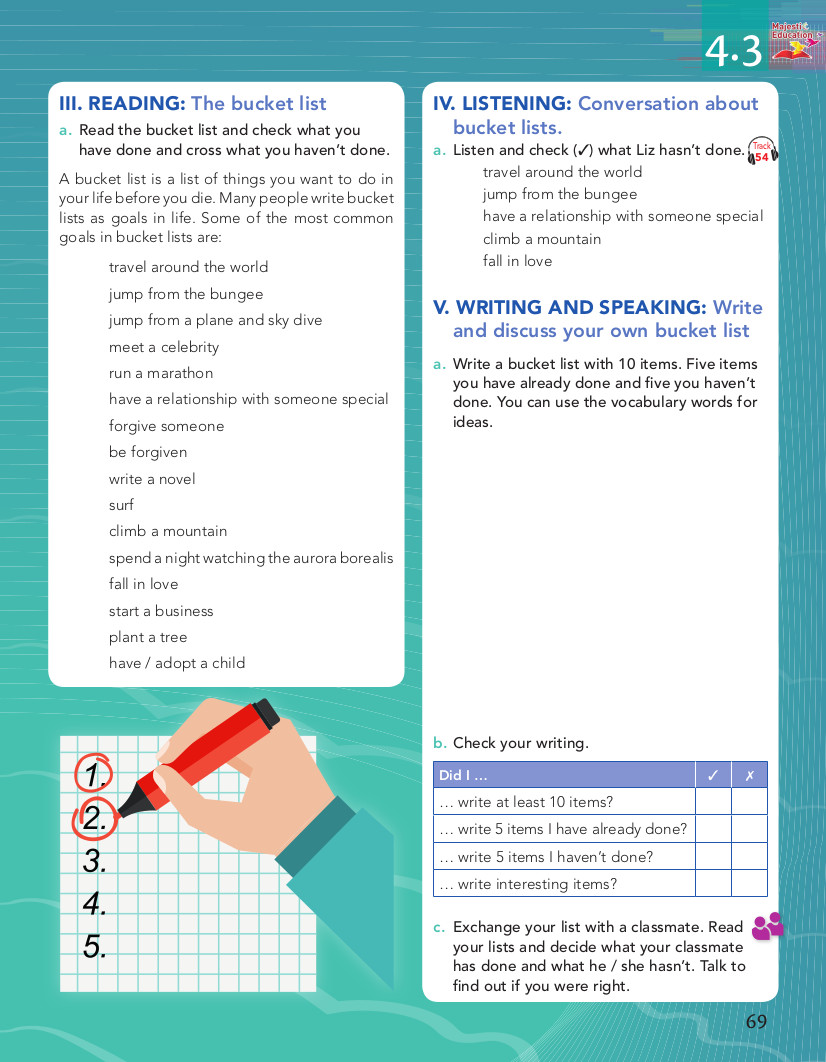 4.3
Majestic
Education
III. READING: The bucket list
a. Read the bucket list and check what you
have done and cross what you haven't done.
A bucket list is a list of things you want to do in
your life before you die. Many people write bucket
lists as goals in life. Some of the most common
goals in bucket lists are:
travel around the world
jump from the bungee
jump from a plane and sky dive
meet a celebrity
run a marathon
have a relationship with someone special
forgive someone
be forgiven
write a novel
surf
climb a mountain
spend a night watching the aurora borealis
fall in love
start a business
plant a tree
have / adopt a child
1.
2.
3.
4.
5.
IV. LISTENING: Conversation about
bucket lists.
a. Listen and check (✓) what Liz hasn't done.
Track
54
travel around the world
jump from the bungee
have a relationship with someone special
climb a mountain
fall in love
V. WRITING AND SPEAKING: Write
and discuss your own bucket list
a. Write a bucket list with 10 items. Five items
you have already done and five you haven't
done. You can use the vocabulary words for
ideas.
b. Check your writing.
Did I ... ✓ ✗
... write at least 10 items?
... write 5 items I have already done?
... write 5 items I haven't done?
... write interesting items?
c. Exchange your list with a classmate. Read
your lists and decide what your classmate
has done and what he / she hasn't. Talk to
find out if you were right.
69